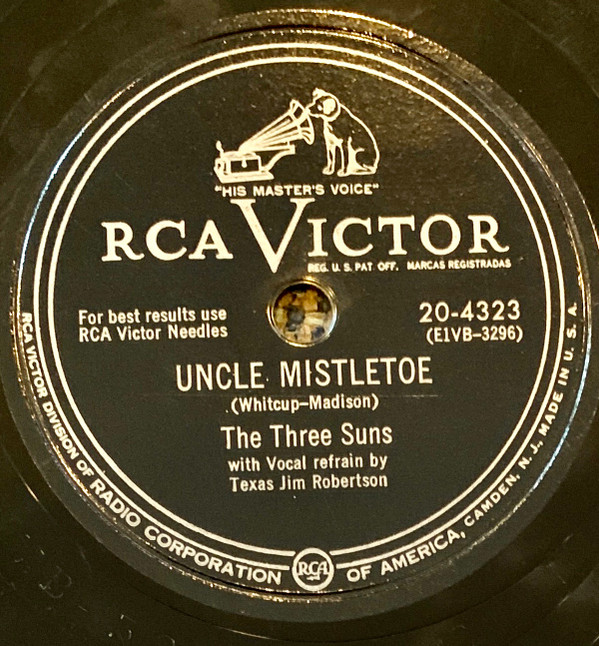 "HIS MASTER'S VOICE"
RCA VICTOR
REG. U. S. PAT. OFF. MARCAS REGISTRADAS
For best results use
RCA Victor Needles
20-4323
(E1VB-3296)
UNCLE MISTLETOE
(Whitcup-Madison)
The Three Suns
with Vocal refrain by
Texas Jim Robertson
RCA VICTOR DIVISION OF RADIO CORPORATION RCA OF AMERICA, CAMDEN, N. J., MADE IN U. S. A.